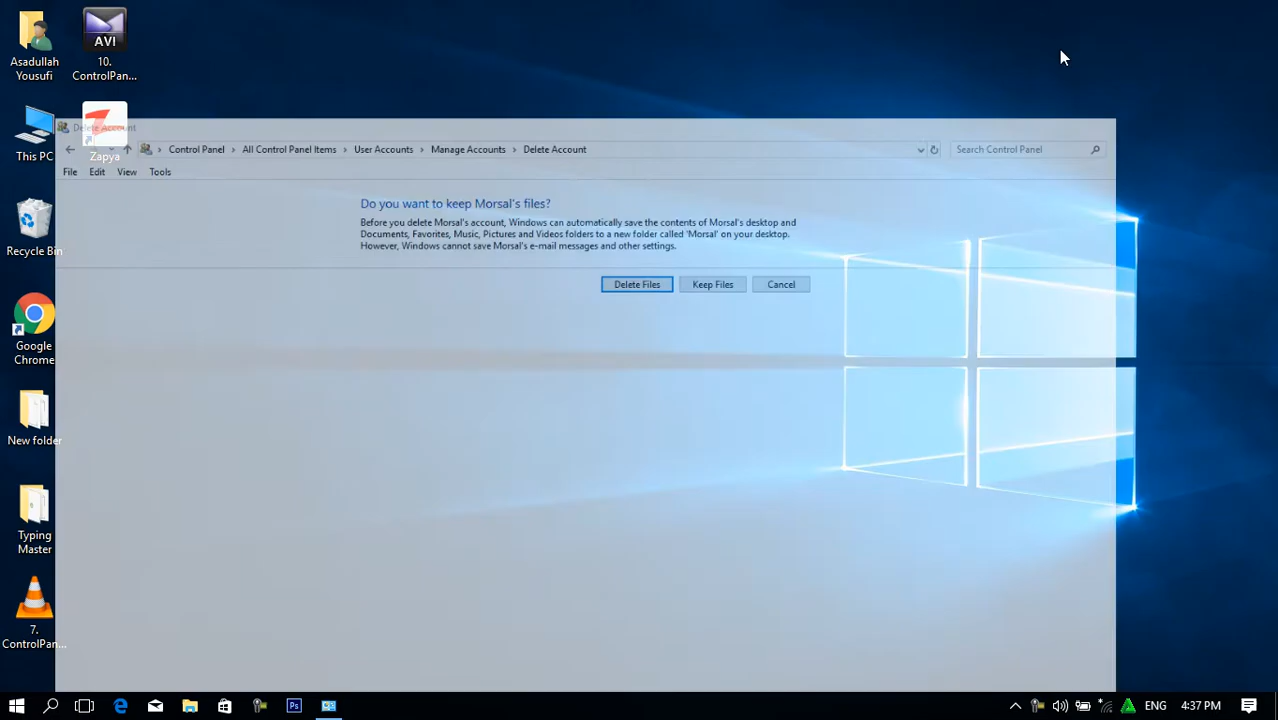 Asadullah
Yousufi
AVI
10.
ControlPan...
This PC
Zapya
Recycle Bin
Google
Chrome
New folder
Typing
Master
7.
ControlPan...
Delete Account
Control Panel
All Control Panel Items
User Accounts
Manage Accounts
Delete Account
Search Control Panel
File
Edit
View
Tools
Do you want to keep Morsal's files?
Before you delete Morsal's account, Windows can automatically save the contents of Morsal's desktop and
Documents, Favorites, Music, Pictures and Videos folders to a new folder called 'Morsal' on your desktop.
However, Windows cannot save Morsal's e-mail messages and other settings.
Delete Files
Keep Files
Cancel
Ps
ENG
4:37 PM